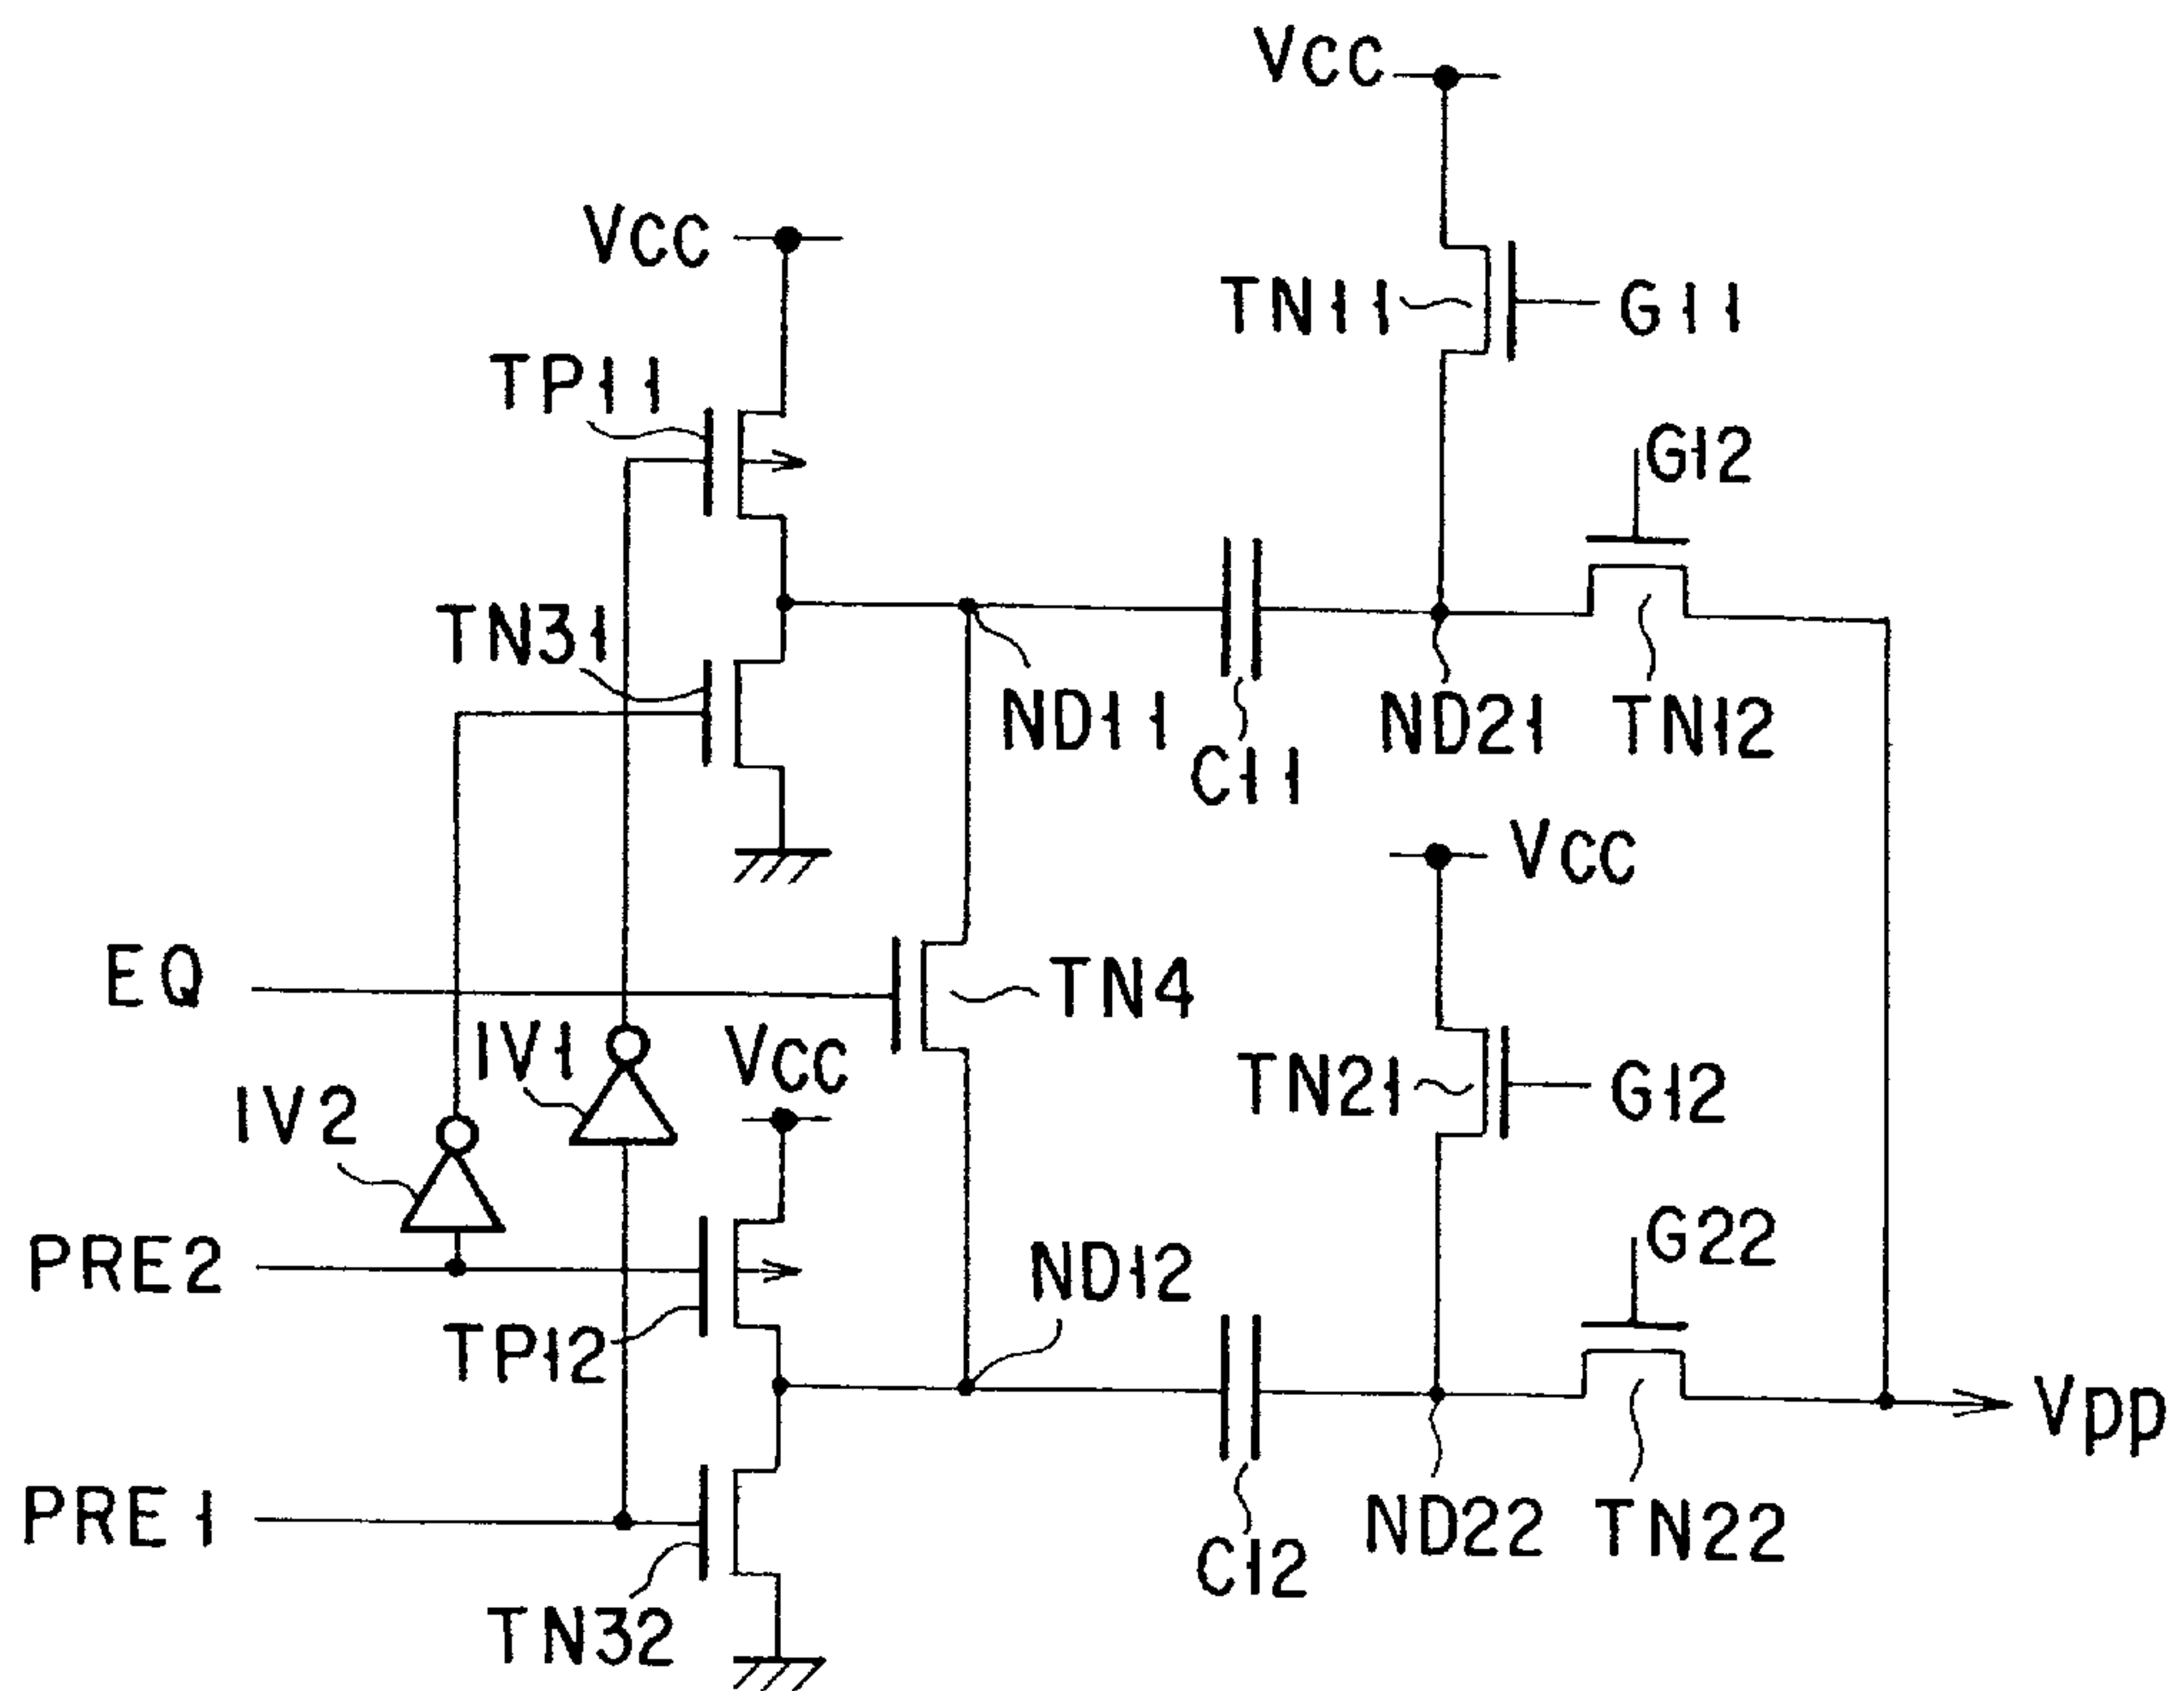 VCC
VCC
TN11
G11
TP11
G12
TN31
ND11
ND21
TN12
C11
VCC
EQ
TN4
IV1
VCC
TN21
G12
IV2
PRE2
ND12
G22
TP12
VPP
PRE1
ND22
TN22
C12
TN32